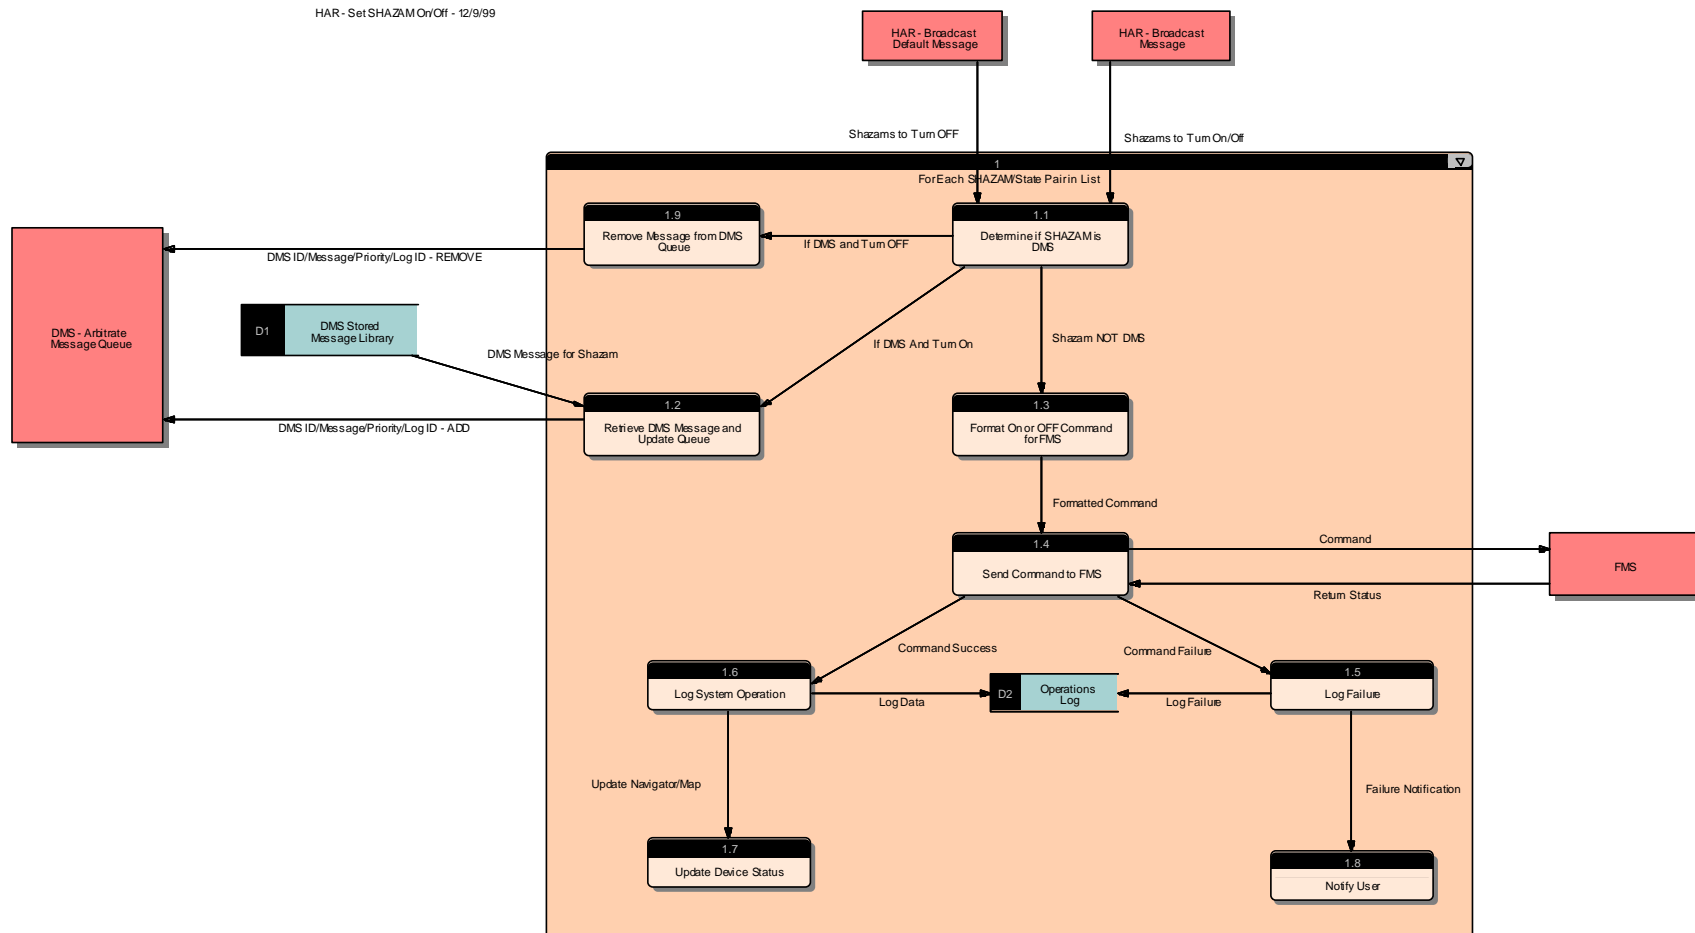 HAR - Set SHAZAM On/Off - 12/9/99
HAR - Broadcast
Default Message
HAR - Broadcast
Message
Shazams to Turn OFF
Shazams to Turn On/Off
1
For Each SHAZAM/State Pair in List
1.9
Remove Message from DMS
Queue
1.1
Determine if SHAZAM is
DMS
If DMS and Turn OFF
DMS ID/Message/Priority/Log ID - REMOVE
DMS - Arbitrate
Message Queue
D1
DMS Stored
Message Library
DMS Message for Shazam
If DMS And Turn On
Shazam NOT DMS
1.2
Retrieve DMS Message and
Update Queue
1.3
Format On or OFF Command
for FMS
DMS ID/Message/Priority/Log ID - ADD
Formatted Command
1.4
Send Command to FMS
Command
FMS
Return Status
Command Success
Command Failure
1.6
Log System Operation
D2
Operations
Log
1.5
Log Failure
Log Data
Log Failure
Update Navigator/Map
Failure Notification
1.7
Update Device Status
1.8
Notify User